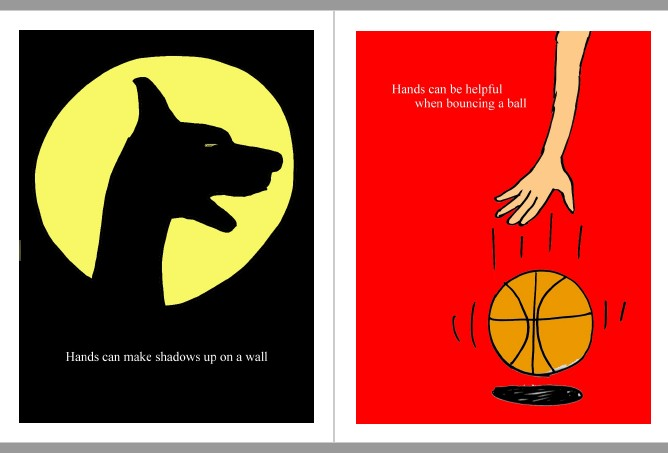 Hands can make shadows up on a wall
Hands can be helpful
when bouncing a ball